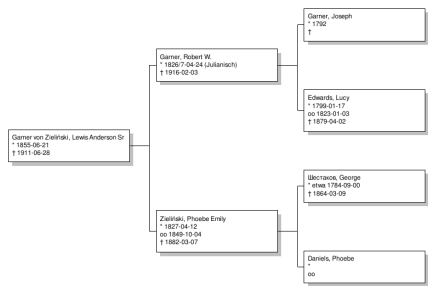 Garner, Joseph
* 1792
†
Garner, Robert W.
* 1826/7-04-24 (Julianisch)
† 1916-02-03
Edwards, Lucy
* 1799-01-17
oo 1823-01-03
† 1879-04-02
Garner von Zieliński, Lewis Anderson Sr
* 1855-06-21
† 1911-06-28
Шестаков, George
* etwa 1784-09-00
† 1864-03-09
Zieliński, Phoebe Emily
* 1827-04-12
oo 1849-10-04
† 1882-03-07
Daniels, Phoebe
*
oo